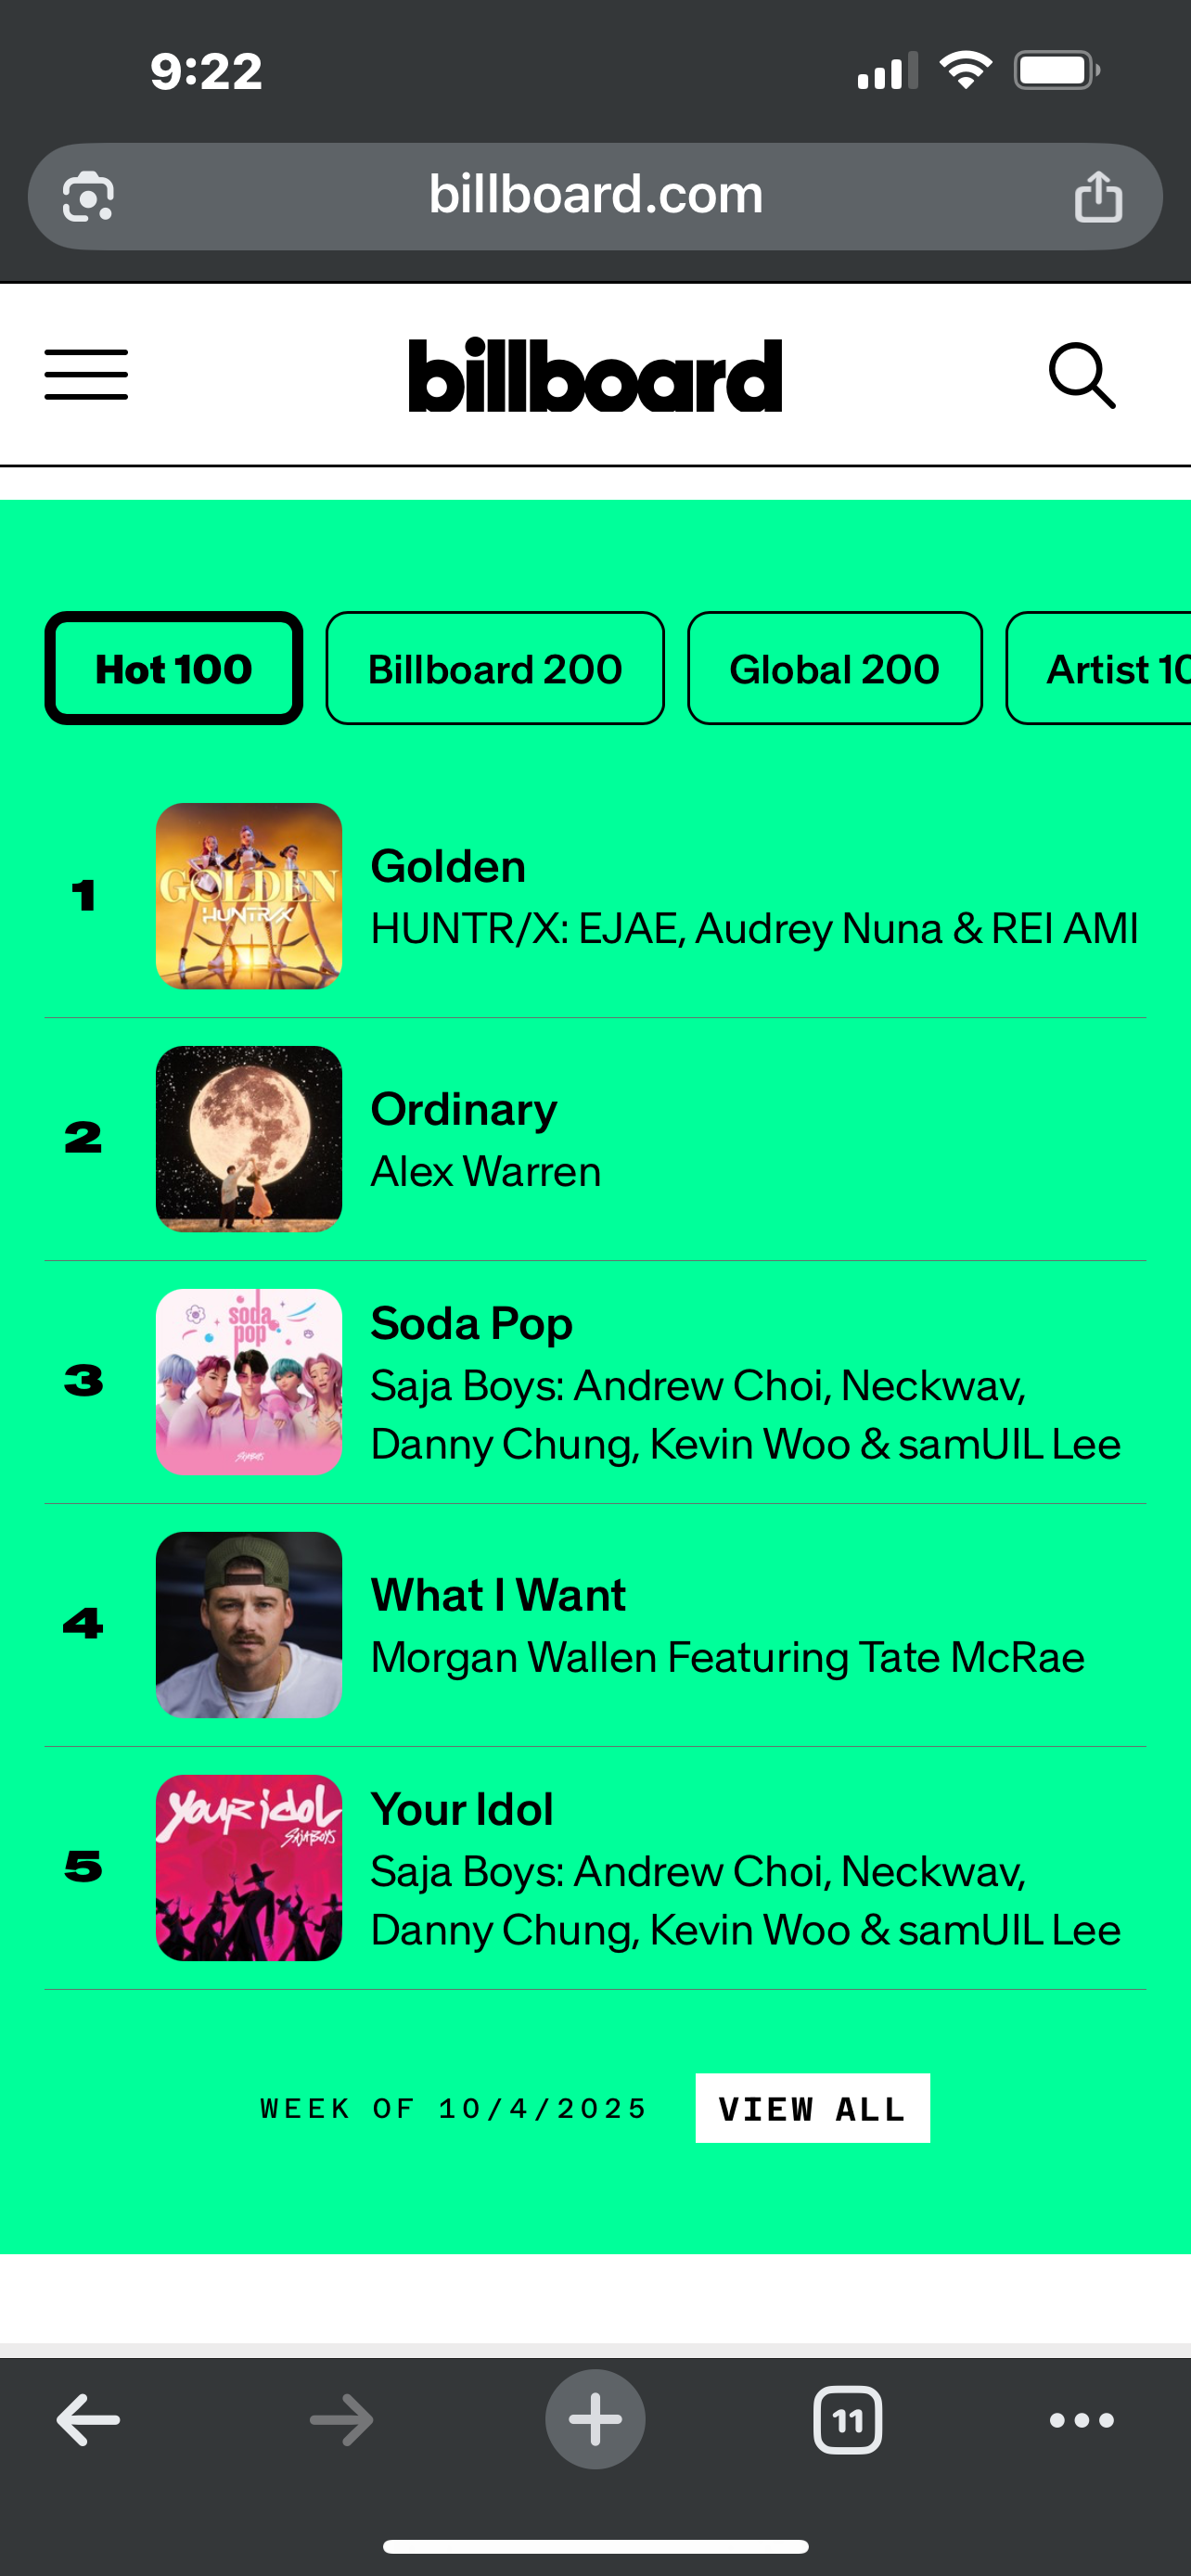 9:22
billboard.com
billboard
Hot 100
Billboard 200
Global 200
Artist 10
1
GOLDEN
HUNTR/X
Golden
HUNTR/X: EJAE, Audrey Nuna & REI AMI
2
Ordinary
Alex Warren
3
soda
pop
SAJABOYS
Soda Pop
Saja Boys: Andrew Choi, Neckwav,
Danny Chung, Kevin Woo & samUIL Lee
4
What I Want
Morgan Wallen Featuring Tate McRae
5
Your idol
SAJABOYS
Your Idol
Saja Boys: Andrew Choi, Neckwav,
Danny Chung, Kevin Woo & samUIL Lee
WEEK OF 10/4/2025
VIEW ALL
11